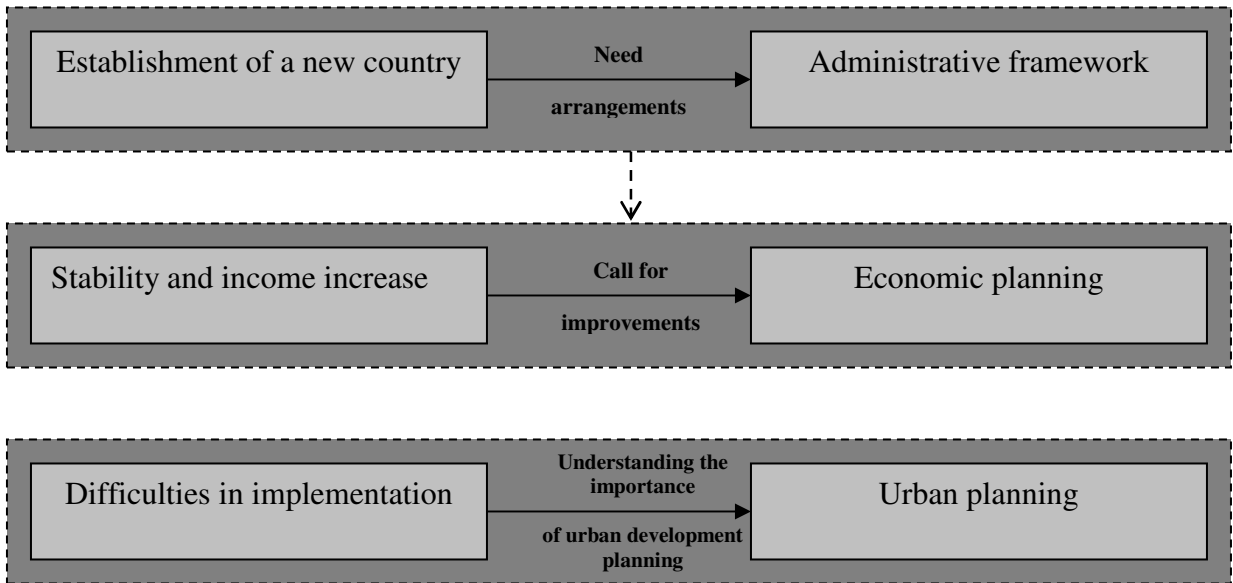 Establishment of a new country
Need
arrangements
Administrative framework
Stability and income increase
Call for
improvements
Economic planning
Difficulties in implementation
Understanding the
importance
of urban development
planning
Urban planning